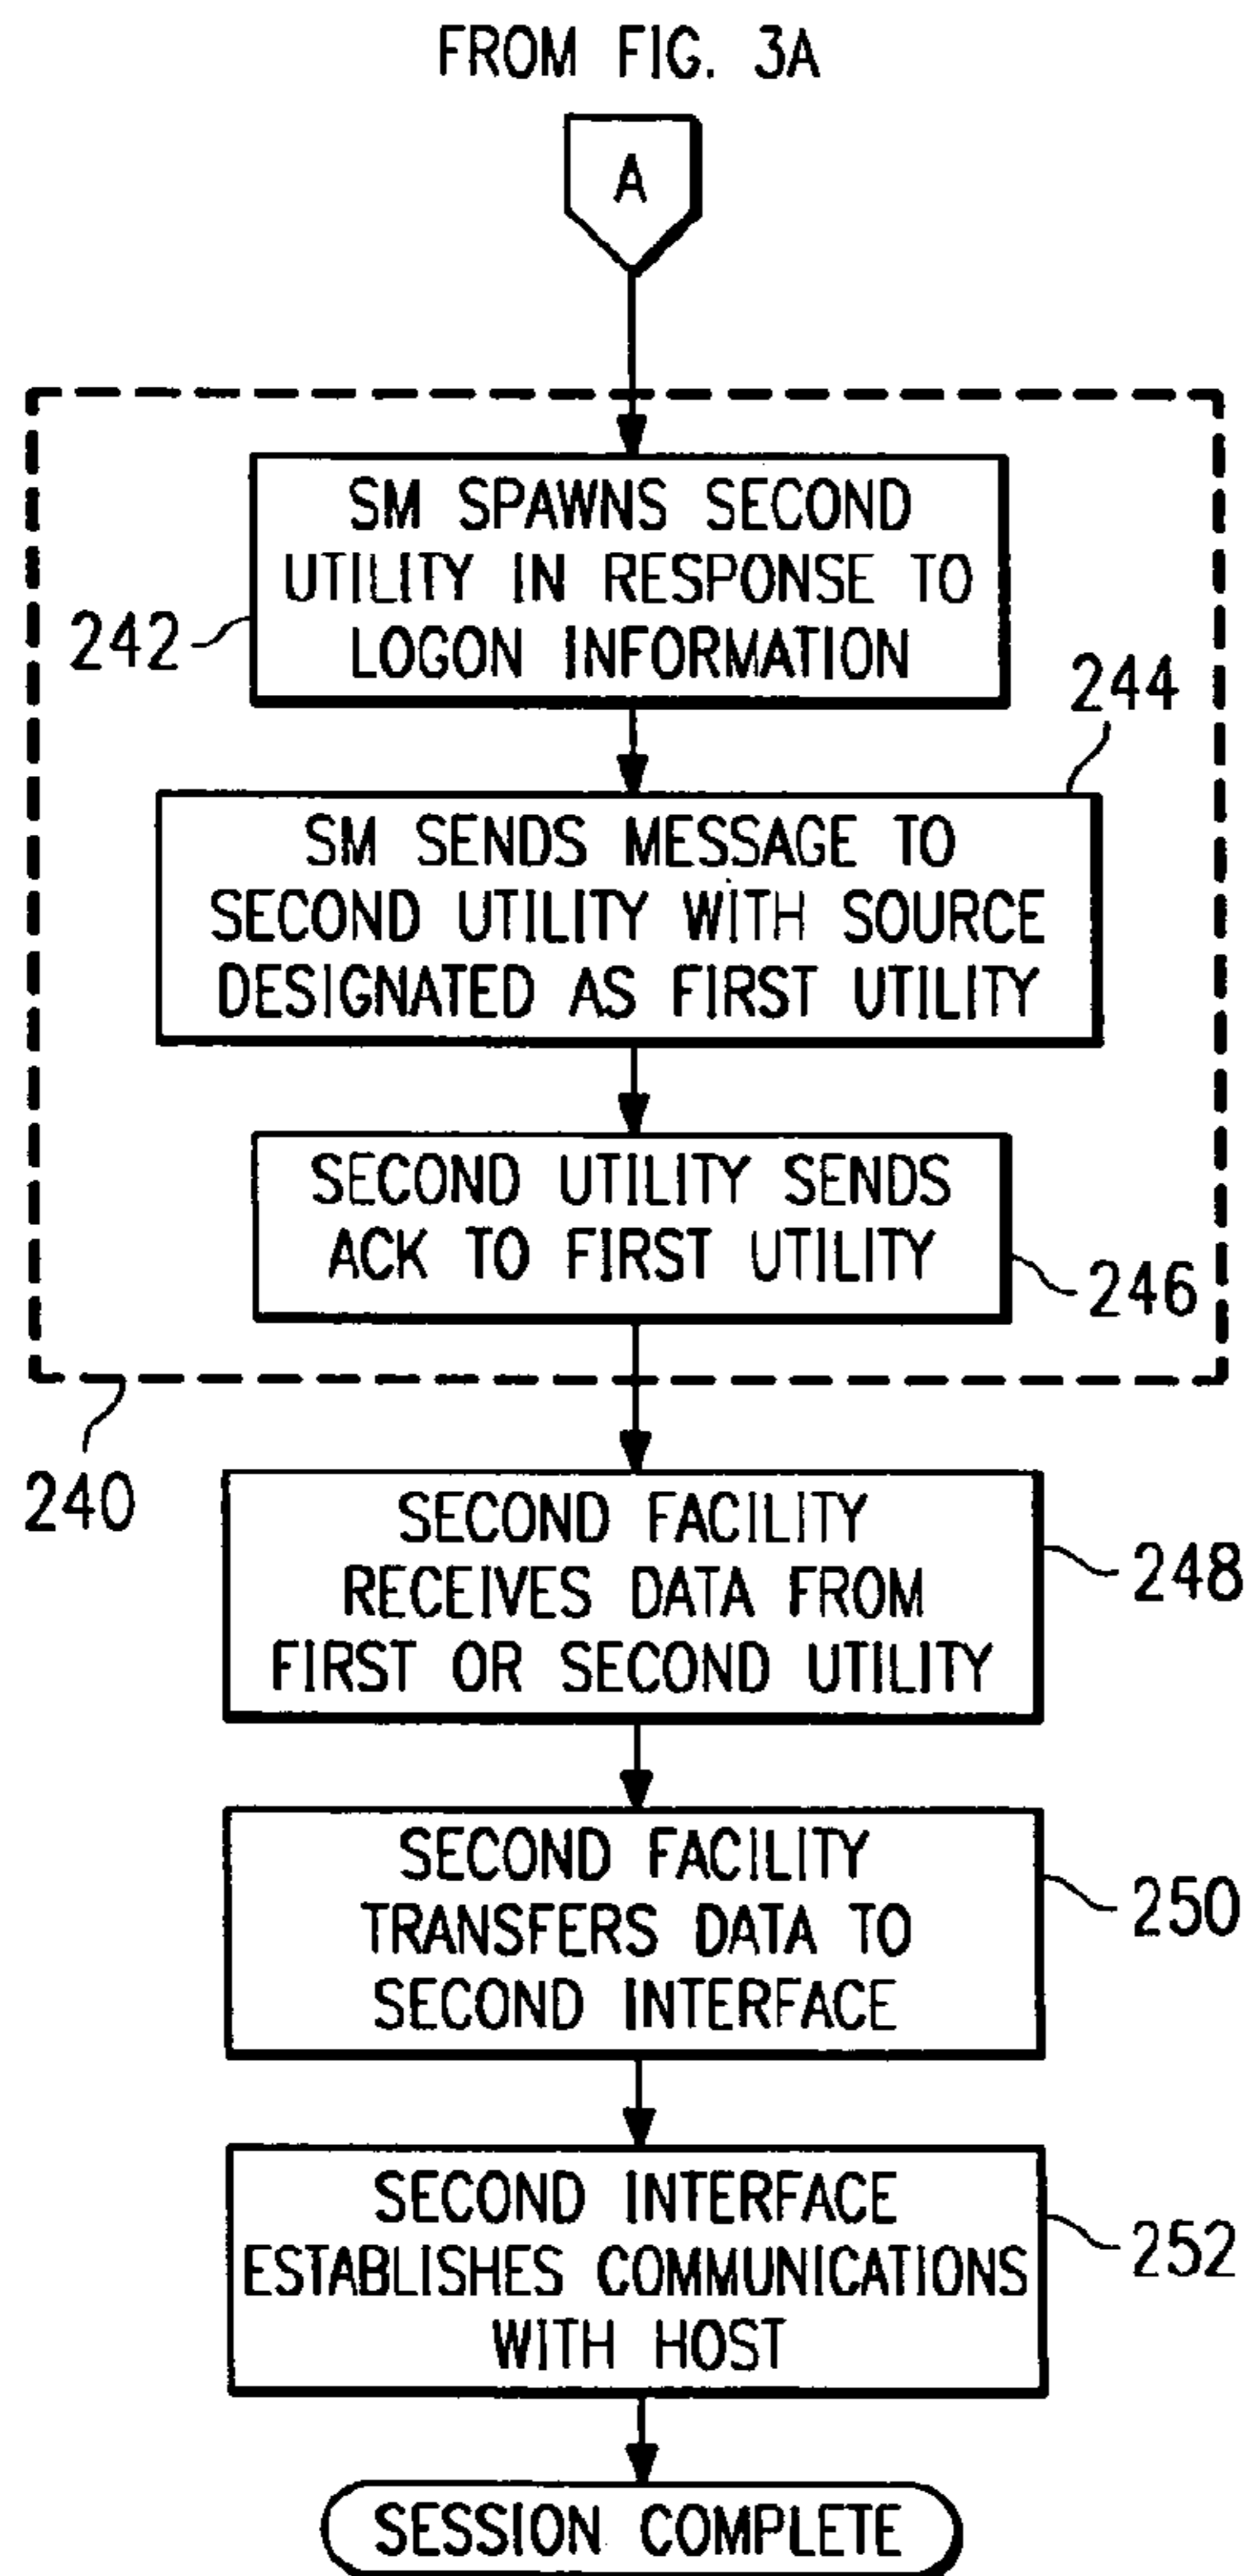 FROM FIG. 3A
A
SM SPAWNS SECOND
UTILITY IN RESPONSE TO
LOGON INFORMATION
242
244
SM SENDS MESSAGE TO
SECOND UTILITY WITH SOURCE
DESIGNATED AS FIRST UTILITY
SECOND UTILITY SENDS
ACK TO FIRST UTILITY
246
240
SECOND FACILITY
RECEIVES DATA FROM
FIRST OR SECOND UTILITY
248
SECOND FACILITY
TRANSFERS DATA TO
SECOND INTERFACE
250
SECOND INTERFACE
ESTABLISHES COMMUNICATIONS
WITH HOST
252
SESSION COMPLETE